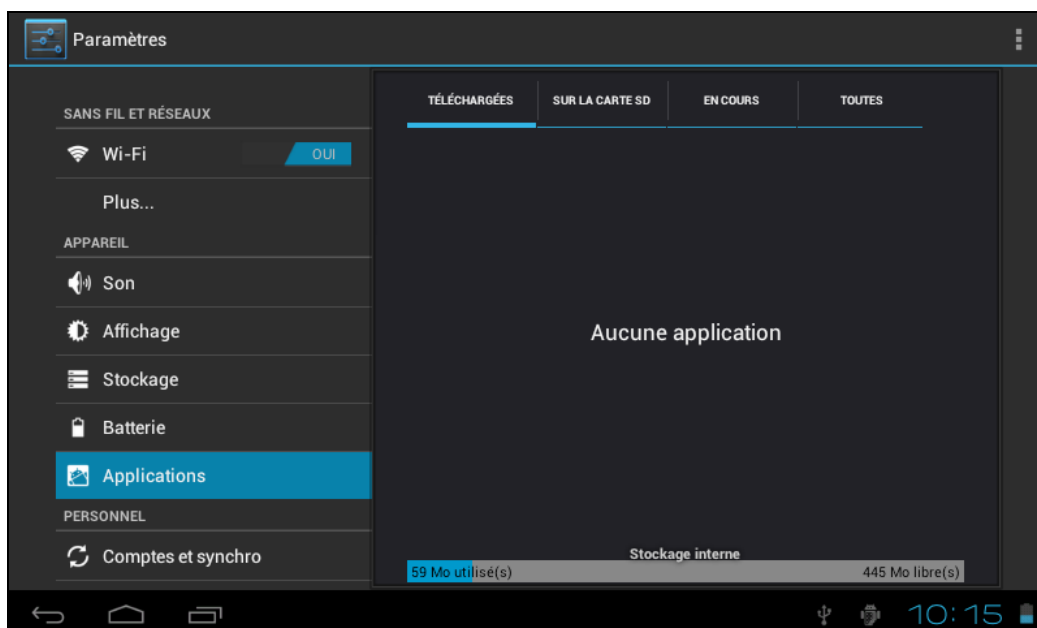 Paramètres
SANS FIL ET RÉSEAUX
Wi-Fi
OUI
Plus...
APPAREIL
Son
Affichage
Stockage
Batterie
Applications
PERSONNEL
Comptes et synchro
TÉLÉCHARGÉES
SUR LA CARTE SD
EN COURS
TOUTES
Aucune application
Stockage interne
59 Mo utilisé(s)
445 Mo libre(s)
10:15